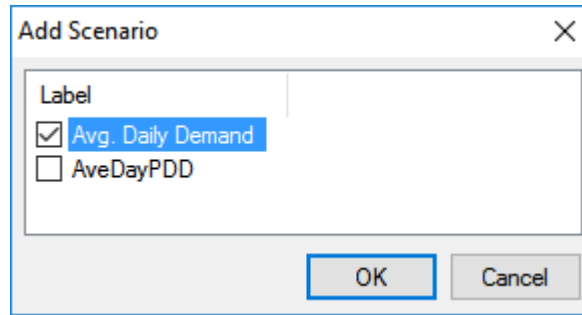 Add Scenario
Label
Avg. Daily Demand
AveDayPDD
OK Cancel